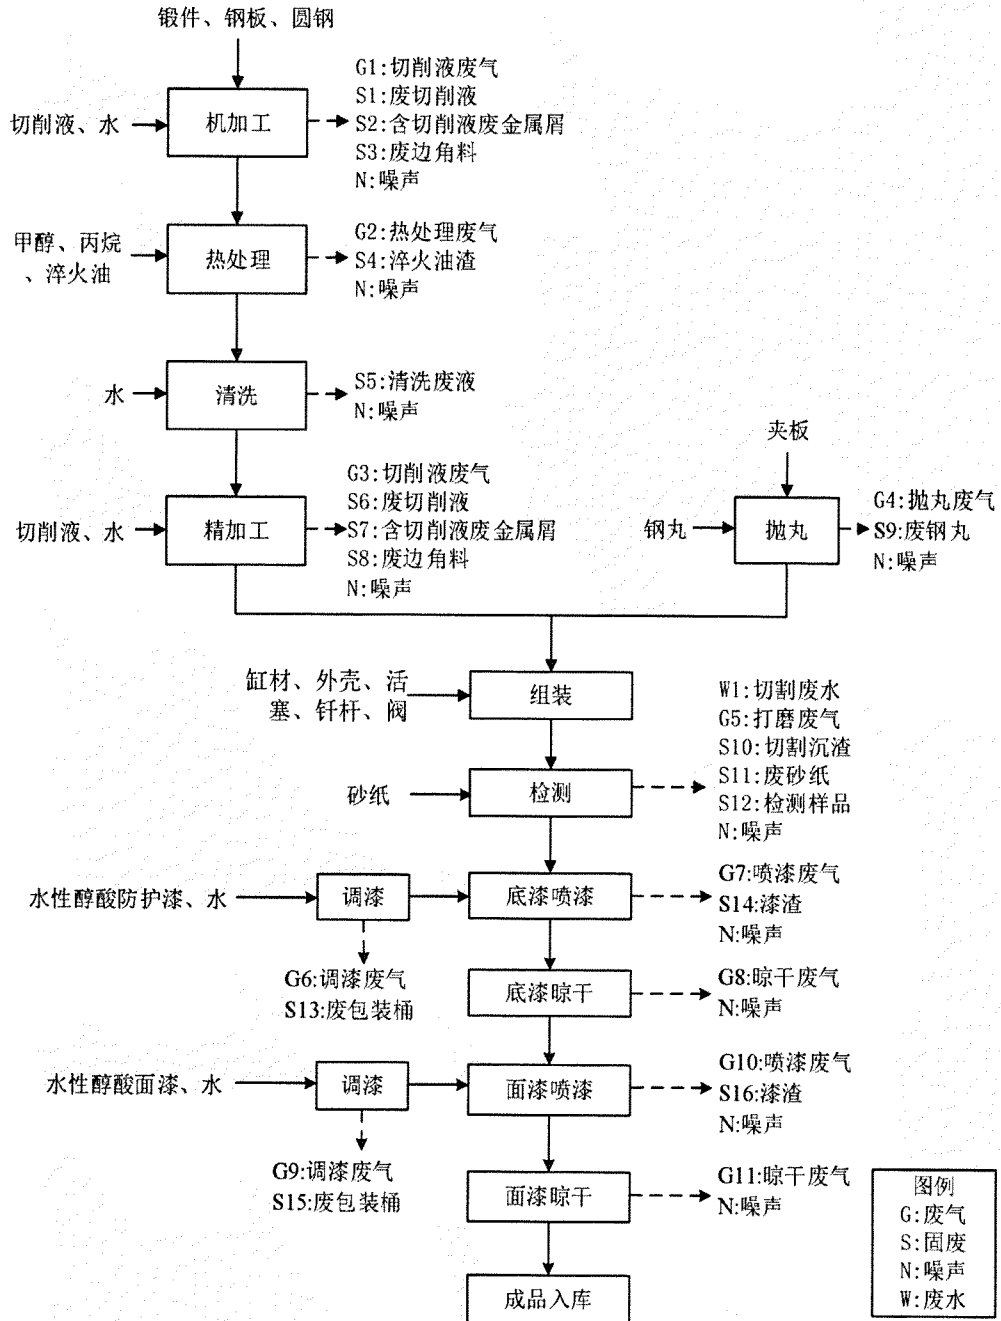 锻件、钢板、圆钢
切削液、水
机加工
G1:切削液废气
S1:废切削液
S2:含切削液废金属屑
S3:废边角料
N:噪声
甲醇、丙烷
、淬火油
热处理
G2:热处理废气
S4:淬火油渣
N:噪声
水
清洗
S5:清洗废液
N:噪声
切削液、水
精加工
G3:切削液废气
S6:废切削液
S7:含切削液废金属屑
S8:废边角料
N:噪声
夹板
钢丸
抛丸
G4:抛丸废气
S9:废钢丸
N:噪声
缸材、外壳、活
塞、钎杆、阀
组装
砂纸
检测
W1:切割废水
G5:打磨废气
S10:切割沉渣
S11:废砂纸
S12:检测样品
N:噪声
水性醇酸防护漆、水
调漆
底漆喷漆
G7:喷漆废气
S14:漆渣
N:噪声
G6:调漆废气
S13:废包装桶
底漆晾干
G8:晾干废气
N:噪声
水性醇酸面漆、水
调漆
面漆喷漆
G10:喷漆废气
S16:漆渣
N:噪声
G9:调漆废气
S15:废包装桶
面漆晾干
G11:晾干废气
N:噪声
成品入库
图例
G:废气
S:固废
N:噪声
W:废水